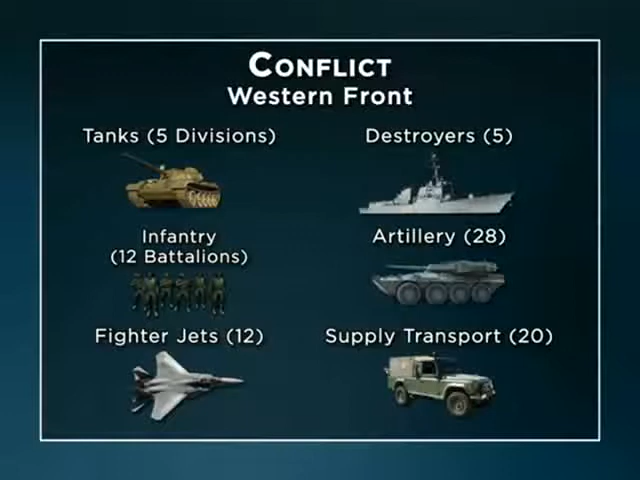 CONFLICT
Western Front
Tanks (5 Divisions)
Destroyers (5)
Infantry
(12 Battalions)
Artillery (28)
Fighter Jets (12)
Supply Transport (20)